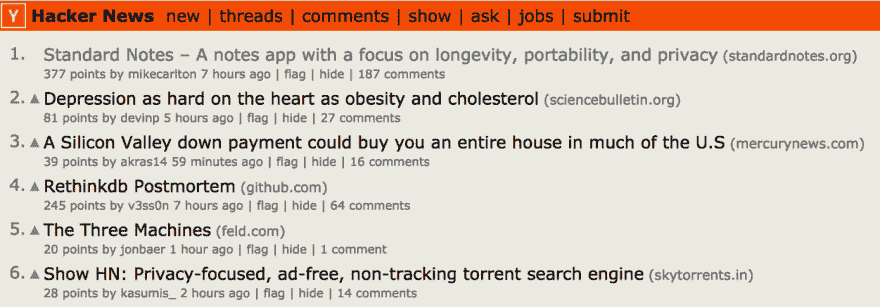 Y Hacker News new | threads | comments | show | ask | jobs | submit
1. Standard Notes – A notes app with a focus on longevity, portability, and privacy (standardnotes.org)
377 points by mikecarlton 7 hours ago | flag | hide | 187 comments
2. Depression as hard on the heart as obesity and cholesterol (sciencebulletin.org)
81 points by devinp 5 hours ago | flag | hide | 27 comments
3. A Silicon Valley down payment could buy you an entire house in much of the U.S (mercurynews.com)
39 points by akras14 59 minutes ago | flag | hide | 16 comments
4. Rethinkdb Postmortem (github.com)
245 points by v3ss0n 7 hours ago | flag | hide | 64 comments
5. The Three Machines (feld.com)
20 points by jonbaer 1 hour ago | flag | hide | 1 comment
6. Show HN: Privacy-focused, ad-free, non-tracking torrent search engine (skytorrents.in)
28 points by kasumis_ 2 hours ago | flag | hide | 14 comments